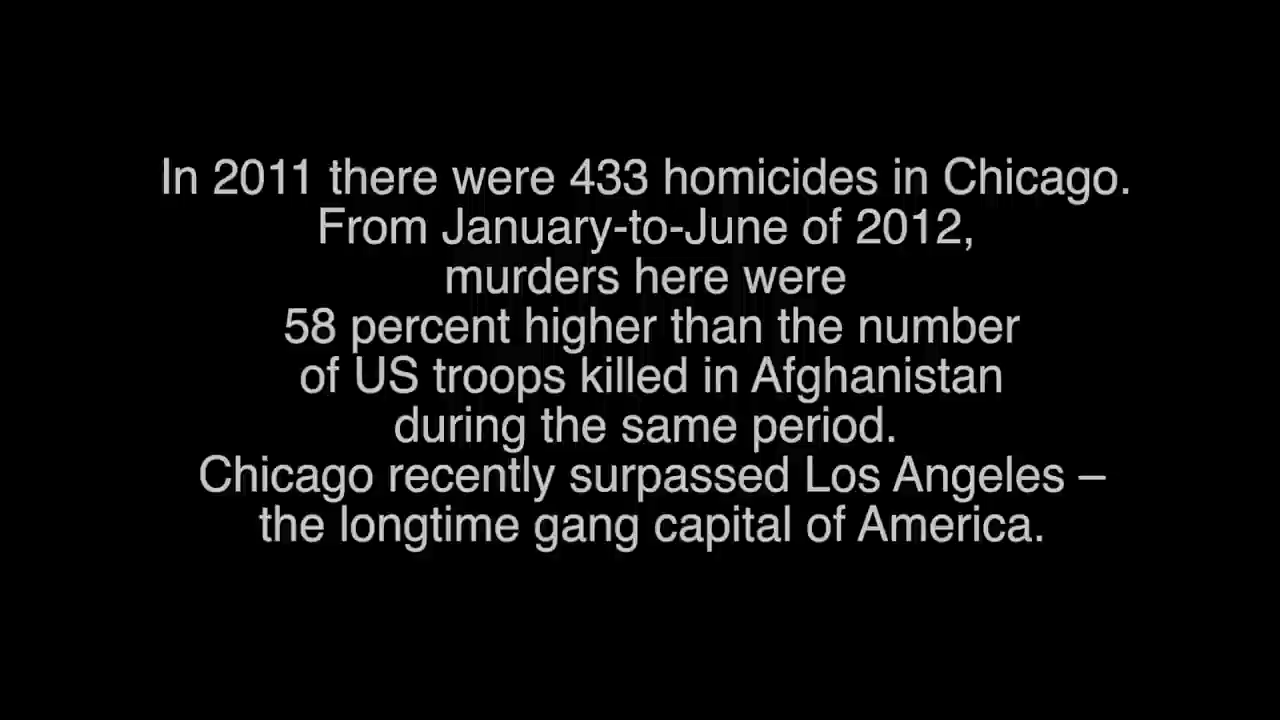 In 2011 there were 433 homicides in Chicago.
From January-to-June of 2012,
murders here were
58 percent higher than the number
of US troops killed in Afghanistan
during the same period.
Chicago recently surpassed Los Angeles –
the longtime gang capital of America.